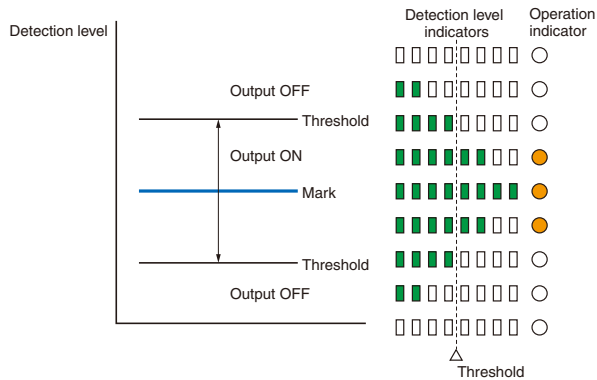 Detection level
Detection level
indicators
Operation
indicator
Output OFF
Threshold
Output ON
Mark
Threshold
Output OFF
Threshold